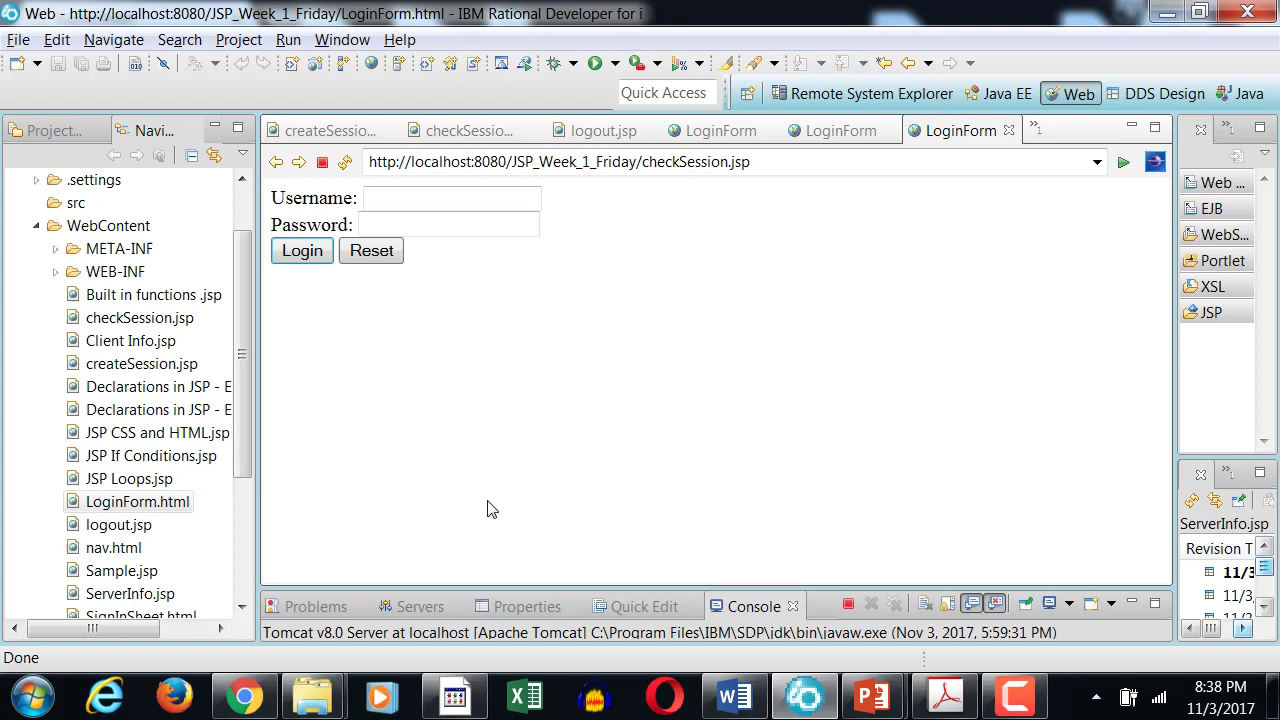 Web - http://localhost:8080/JSP_Week_1_Friday/LoginForm.html - IBM Rational Developer for i
File Edit Navigate Search Project Run Window Help
Quick Access
Remote System Explorer Java EE Web DDS Design Java
Project... Navi...
createSessio... checkSessio... logout.jsp LoginForm LoginForm LoginForm
http://localhost:8080/JSP_Week_1_Friday/checkSession.jsp
Username:
Password:
Login Reset
.settings
src
WebContent
META-INF
WEB-INF
Built in functions .jsp
checkSession.jsp
Client Info.jsp
createSession.jsp
Declarations in JSP - E
Declarations in JSP - E
JSP CSS and HTML.jsp
JSP If Conditions.jsp
JSP Loops.jsp
LoginForm.html
logout.jsp
nav.html
Sample.jsp
ServerInfo.jsp
SignInSheet.html
Web ...
EJB
WebS...
Portlet
XSL
JSP
ServerInfo.jsp
Revision T
11/3
11/3,
Problems Servers Properties Quick Edit Console
Tomcat v8.0 Server at localhost [Apache Tomcat] C:\Program Files\IBM\SDP\jdk\bin\javaw.exe (Nov 3, 2017, 5:59:31 PM)
Done
8:38 PM
11/3/2017